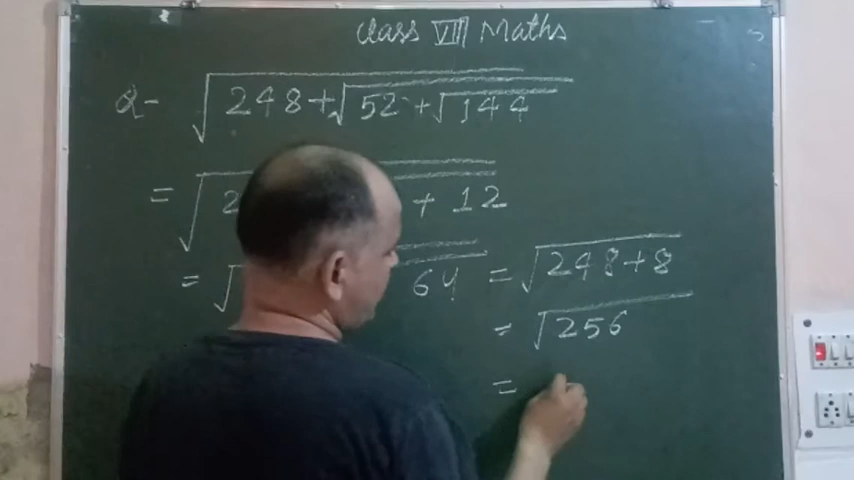 Class VIII Maths
Q- √248+√52+√144
= √2 + 12
= √ 64
= √248+8
= √256
=